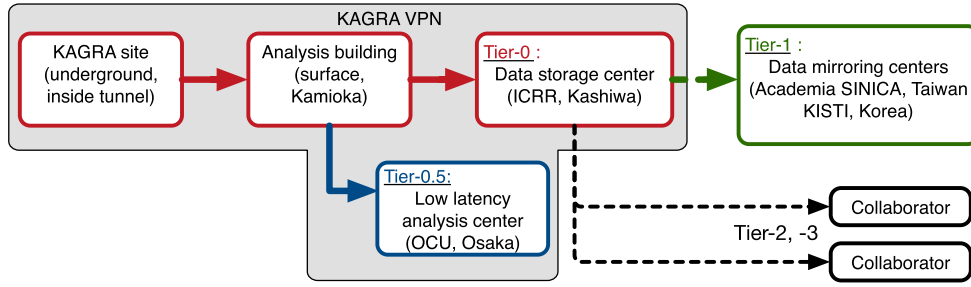 KAGRA VPN
KAGRA site
(underground,
inside tunnel)
Analysis building
(surface,
Kamioka)
Tier-0 :
Data storage center
(ICRR, Kashiwa)
Tier-1 :
Data mirroring centers
(Academia SINICA, Taiwan
KISTI, Korea)
Tier-0.5:
Low latency
analysis center
(OCU, Osaka)
Tier-2, -3
Collaborator
Collaborator